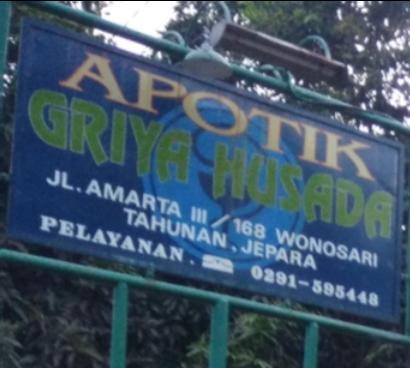 APOTIK
GRIYA HUSADA
JL. AMARTA III / 168 WONOSARI
TAHUNAN, JEPARA
PELAYANAN. 0291-595448